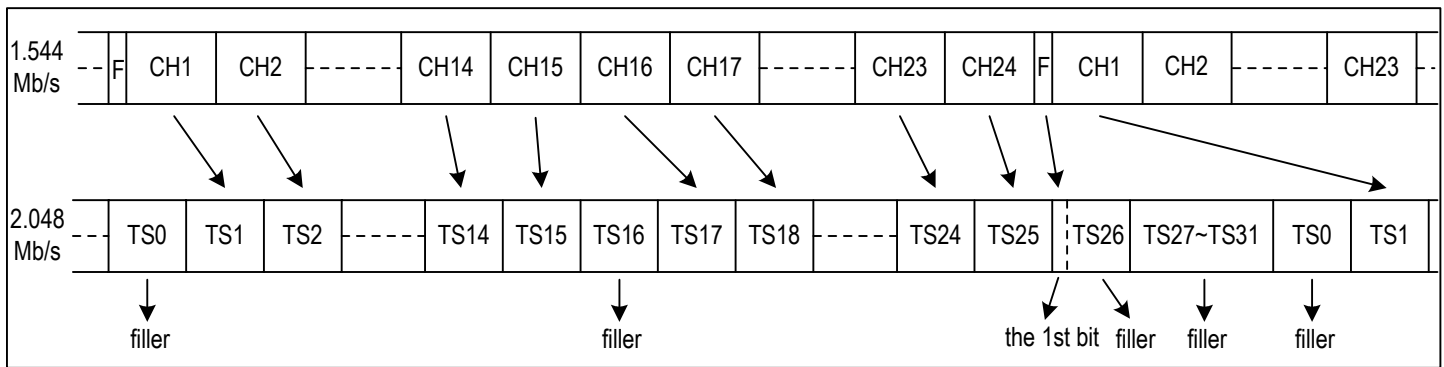 1.544
Mb/s
F CH1 CH2 CH14 CH15 CH16 CH17 CH23 CH24 F CH1 CH2 CH23
2.048
Mb/s
TS0 TS1 TS2 TS14 TS15 TS16 TS17 TS18 TS24 TS25 TS26 TS27~TS31 TS0 TS1
filler filler the 1st bit filler filler filler